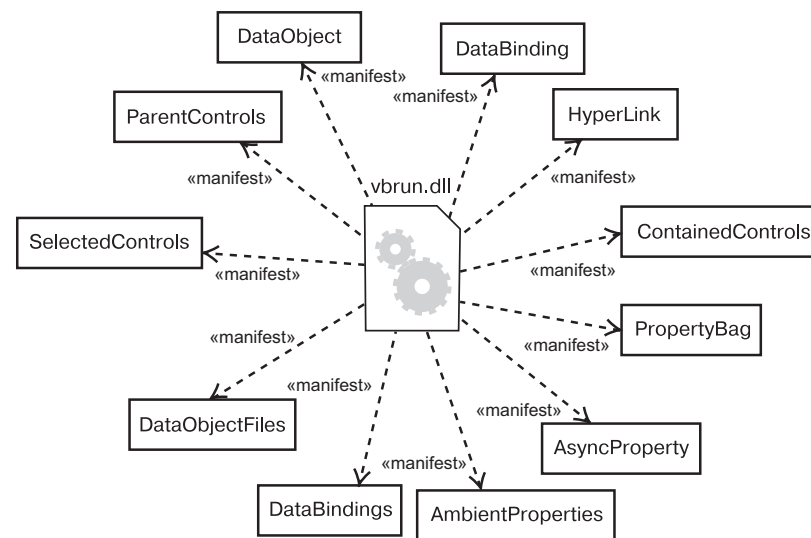 DataObject
DataBinding
«manifest»
«manifest»
ParentControls
HyperLink
«manifest»
«manifest»
vbrun.dll
SelectedControls
ContainedControls
«manifest»
«manifest»
PropertyBag
«manifest»
«manifest»
DataObjectFiles
«manifest»
«manifest»
AsyncProperty
«manifest»
DataBindings
AmbientProperties